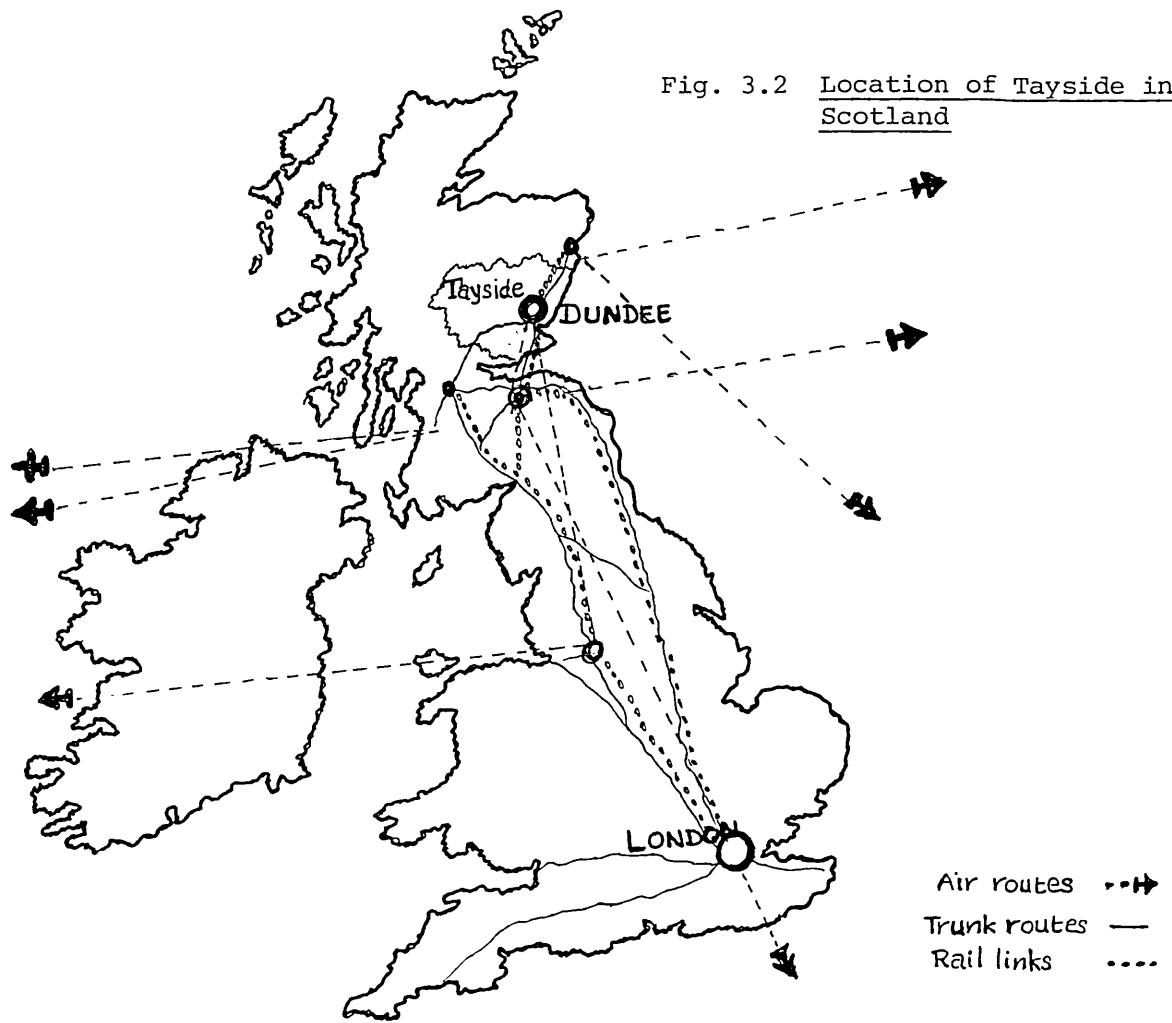 Fig. 3.2 Location of Tayside in
Scotland
Tayside
DUNDEE
LONDON
Air routes
Trunk routes
Rail links